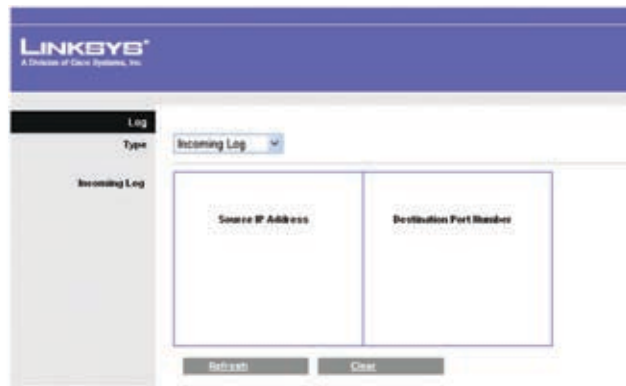 LINKSYS®
A Division of Cisco Systems, Inc.
Log
Type
Incoming Log
Incoming Log
Source IP Address
Destination Port Number
Refresh
Clear